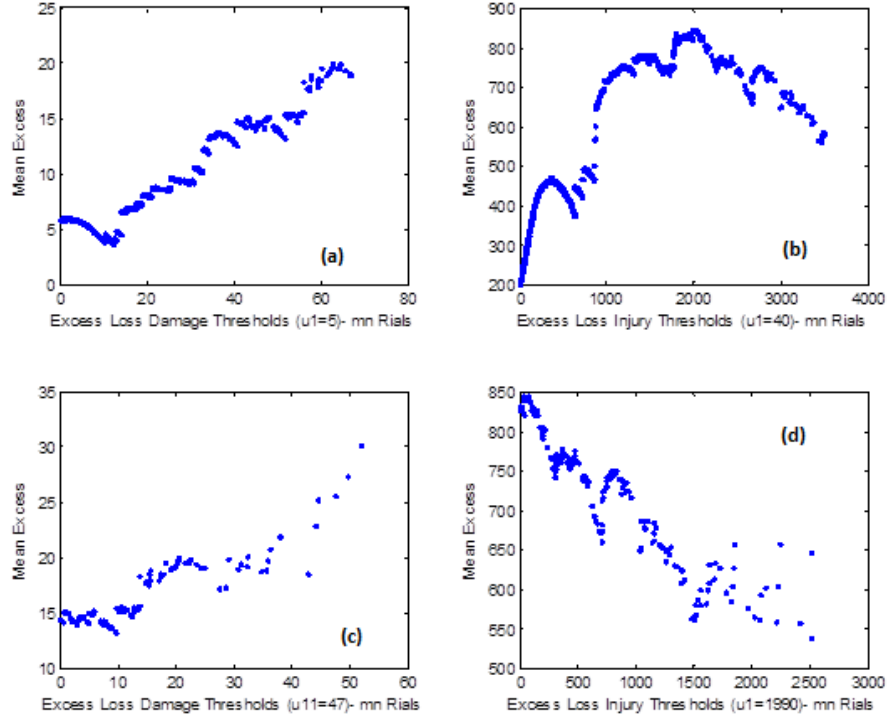 25
20
15
10
5
0
0 20 40 60 80
Mean Excess
(a)
Excess Loss Damage Thresholds (u1=5)- mn Rials
900
800
700
600
500
400
300
200
0 1000 2000 3000 4000
Mean Excess
(b)
Excess Loss Injury Thresholds (u1=40)- mn Rials
35
30
25
20
15
10
0 10 20 30 40 50 60
Mean Excess
(c)
Excess Loss Damage Thresholds (u11=47)- mn Rials
850
800
750
700
650
600
550
500
0 500 1000 1500 2000 2500 3000
Mean Excess
(d)
Excess Loss Injury Thresholds (u1=1990)- mn Rials